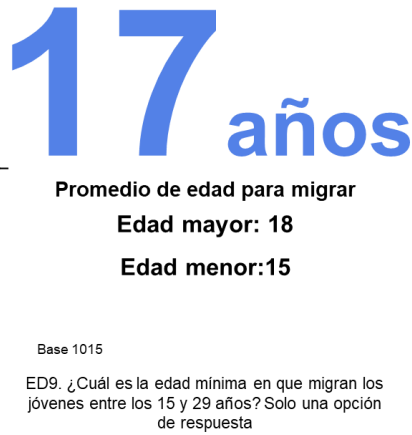 17 años
Promedio de edad para migrar
Edad mayor: 18
Edad menor:15
Base 1015
ED9. ¿Cuál es la edad mínima en que migran los
jóvenes entre los 15 y 29 años? Solo una opción
de respuesta